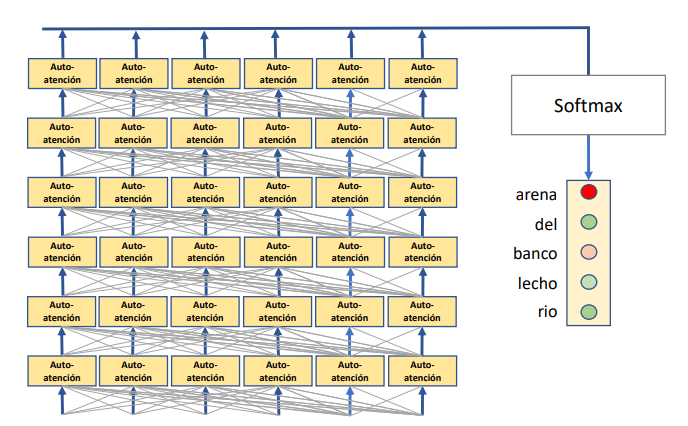 Auto- Auto- Auto- Auto- Auto- Auto-
atención atención atención atención atención atención
Auto- Auto- Auto- Auto- Auto- Auto-
atención atención atención atención atención atención
Auto- Auto- Auto- Auto- Auto- Auto-
atención atención atención atención atención atención
Auto- Auto- Auto- Auto- Auto- Auto-
atención atención atención atención atención atención
Auto- Auto- Auto- Auto- Auto- Auto-
atención atención atención atención atención atención
Auto- Auto- Auto- Auto- Auto- Auto-
atención atención atención atención atención atención
Softmax
arena
del
banco
lecho
rio